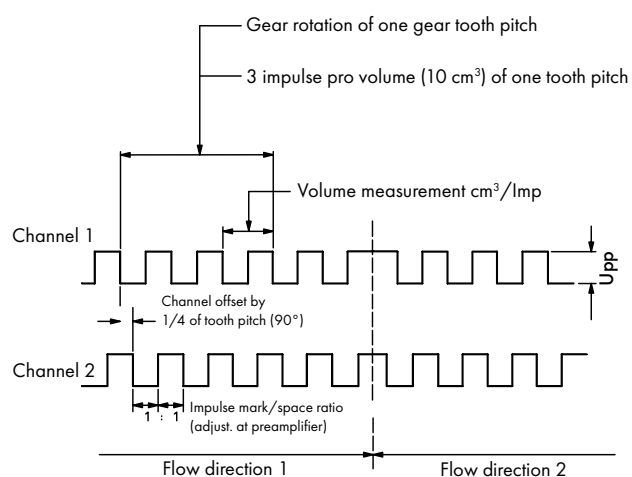 Gear rotation of one gear tooth pitch
3 impulse pro volume (10 cm³) of one tooth pitch
Volume measurement cm³/Imp
Channel 1
Upp
Channel offset by
1/4 of tooth pitch (90°)
Channel 2
1 : 1
Impulse mark/space ratio
(adjust. at preamplifier)
Flow direction 1
Flow direction 2